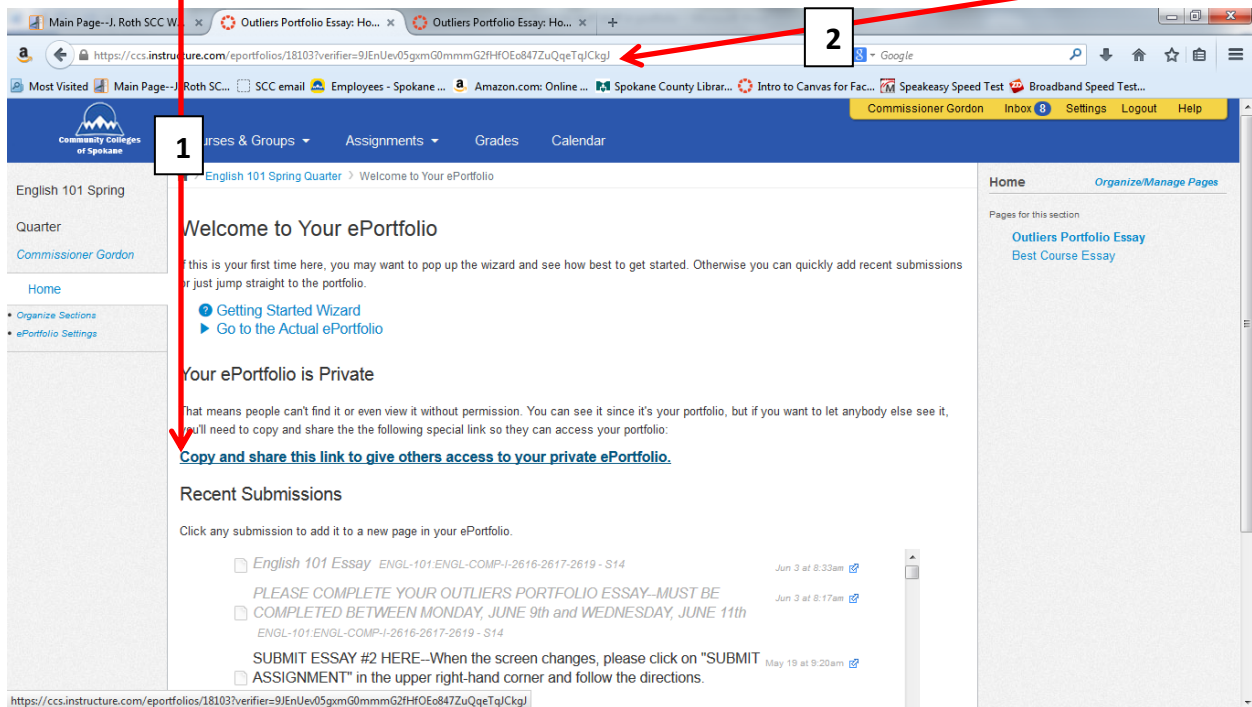 Main Page--J. Roth SCC W... ×
Outliers Portfolio Essay: Ho... ×
Outliers Portfolio Essay: Ho... × +
2
https://ccs.instructure.com/eportfolios/18103?verifier=9JEnUev05gxmG0mmmG2fHfOEo847ZuQqeTqJCkgJ
Google
Most Visited Main Page--J. Roth SC... SCC email Employees - Spokane ... Amazon.com: Online ... Spokane County Librar... Intro to Canvas for Fac... Speakeasy Speed Test Broadband Speed Test...
Commissioner Gordon Inbox 8 Settings Logout Help
Community Colleges
of Spokane
1
urses & Groups Assignments Grades Calendar
English 101 Spring Quarter > Welcome to Your ePortfolio
English 101 Spring
Quarter
Commissioner Gordon
Home
Organize Sections
ePortfolio Settings
Welcome to Your ePortfolio
If this is your first time here, you may want to pop up the wizard and see how best to get started. Otherwise you can quickly add recent submissions
or just jump straight to the portfolio.
Getting Started Wizard
Go to the Actual ePortfolio
Your ePortfolio is Private
That means people can't find it or even view it without permission. You can see it since it's your portfolio, but if you want to let anybody else see it,
you'll need to copy and share the the following special link so they can access your portfolio:
Copy and share this link to give others access to your private ePortfolio.
Recent Submissions
Click any submission to add it to a new page in your ePortfolio.
English 101 Essay ENGL-101:ENGL-COMP-I-2616-2617-2619 - S14 Jun 3 at 8:33am
PLEASE COMPLETE YOUR OUTLIERS PORTFOLIO ESSAY--MUST BE Jun 3 at 8:17am
COMPLETED BETWEEN MONDAY, JUNE 9th and WEDNESDAY, JUNE 11th
ENGL-101:ENGL-COMP-I-2616-2617-2619 - S14
SUBMIT ESSAY #2 HERE--When the screen changes, please click on "SUBMIT May 19 at 9:20am
ASSIGNMENT" in the upper right-hand corner and follow the directions.
Home Organize/Manage Pages
Pages for this section
Outliers Portfolio Essay
Best Course Essay
https://ccs.instructure.com/eportfolios/18103?verifier=9JEnUev05gxmG0mmmG2fHfOEo847ZuQqeTqJCkgJ